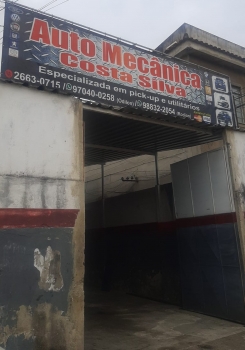 Auto Mecânica
Costa Silva
Especializada em pick-up e utilitários
2663-0715 / 97040-0258 98832-2054